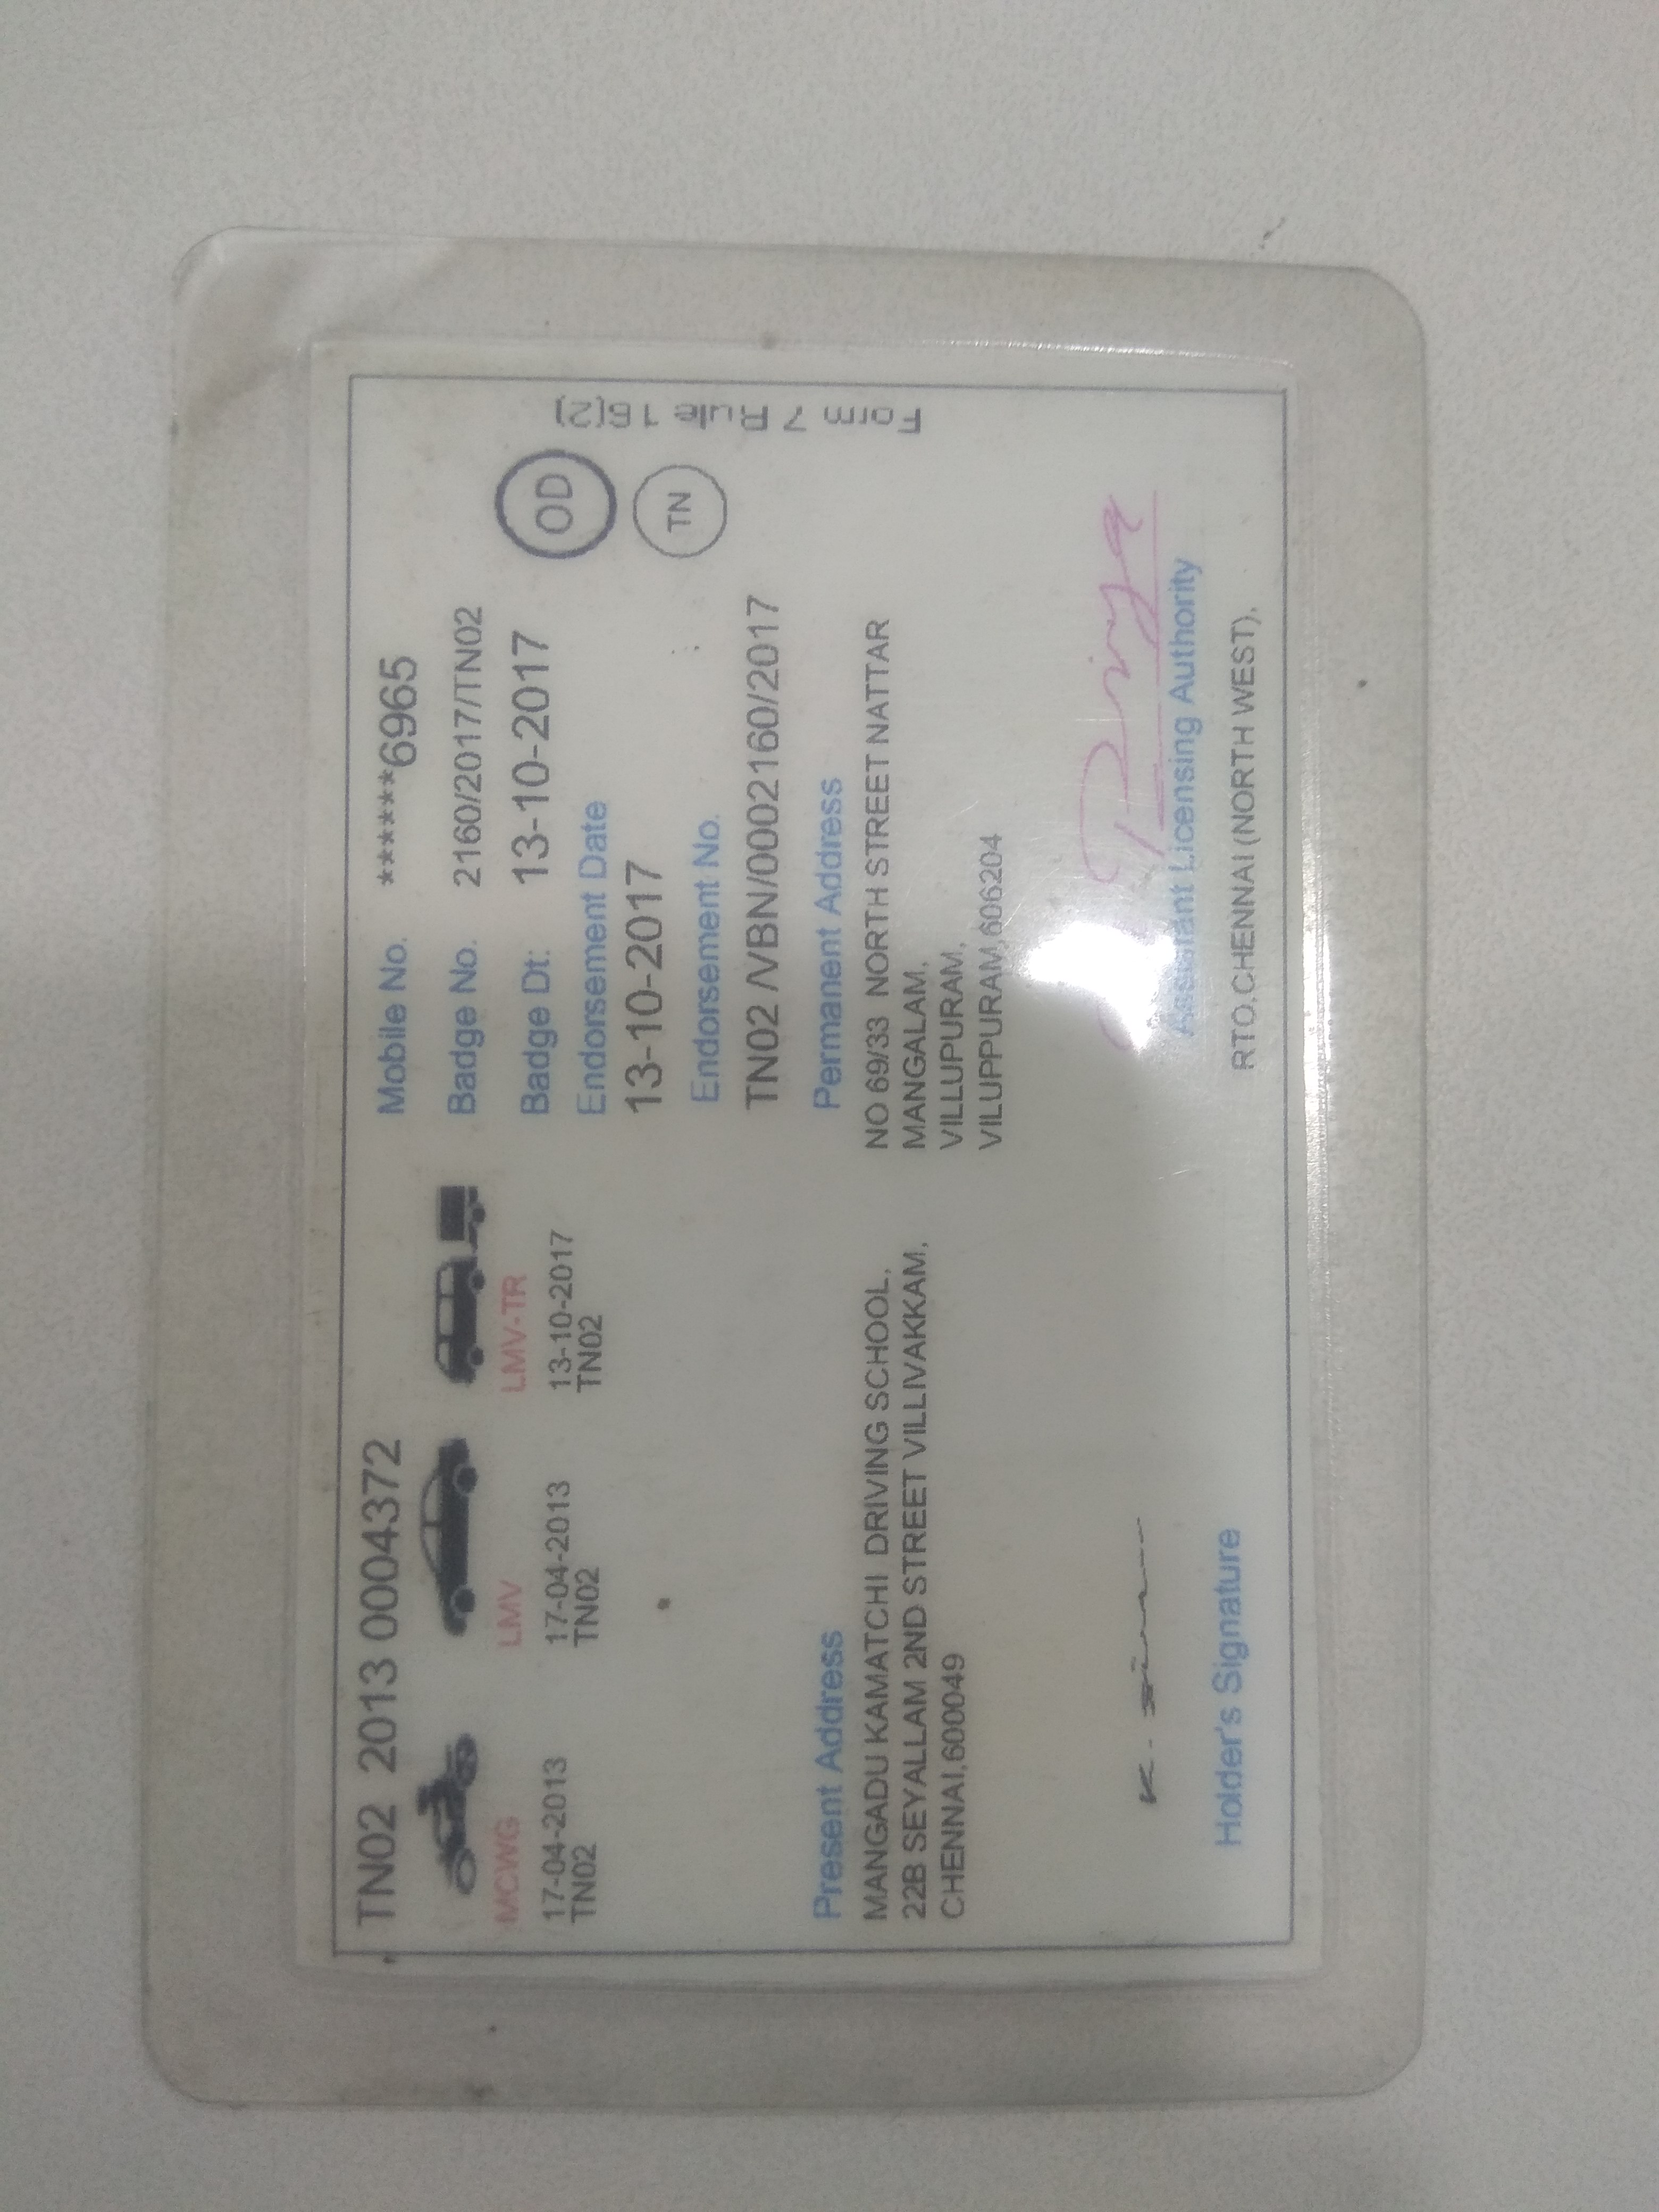 TN02 2013 0004372
MCWG
17-04-2013
TN02
LMV
17-04-2013
TN02
LMV-TR
13-10-2017
TN02
Mobile No. ******6965
Badge No. 2160/2017/TN02
Badge Dt: 13-10-2017
Endorsement Date
13-10-2017
Endorsement No.
TN02 /VBN/0002160/2017
OD
TN
Form 7 Rule 16(2)
Present Address
MANGADU KAMATCHI DRIVING SCHOOL,
22B SEYALLAM 2ND STREET VILLIVAKKAM,
CHENNAI,600049
Permanent Address
NO 69/33 NORTH STREET NATTAR
MANGALAM,
VILLUPURAM,
VILUPPURAM,606204
Holder's Signature
Assistant Licensing Authority
RTO,CHENNAI (NORTH WEST).